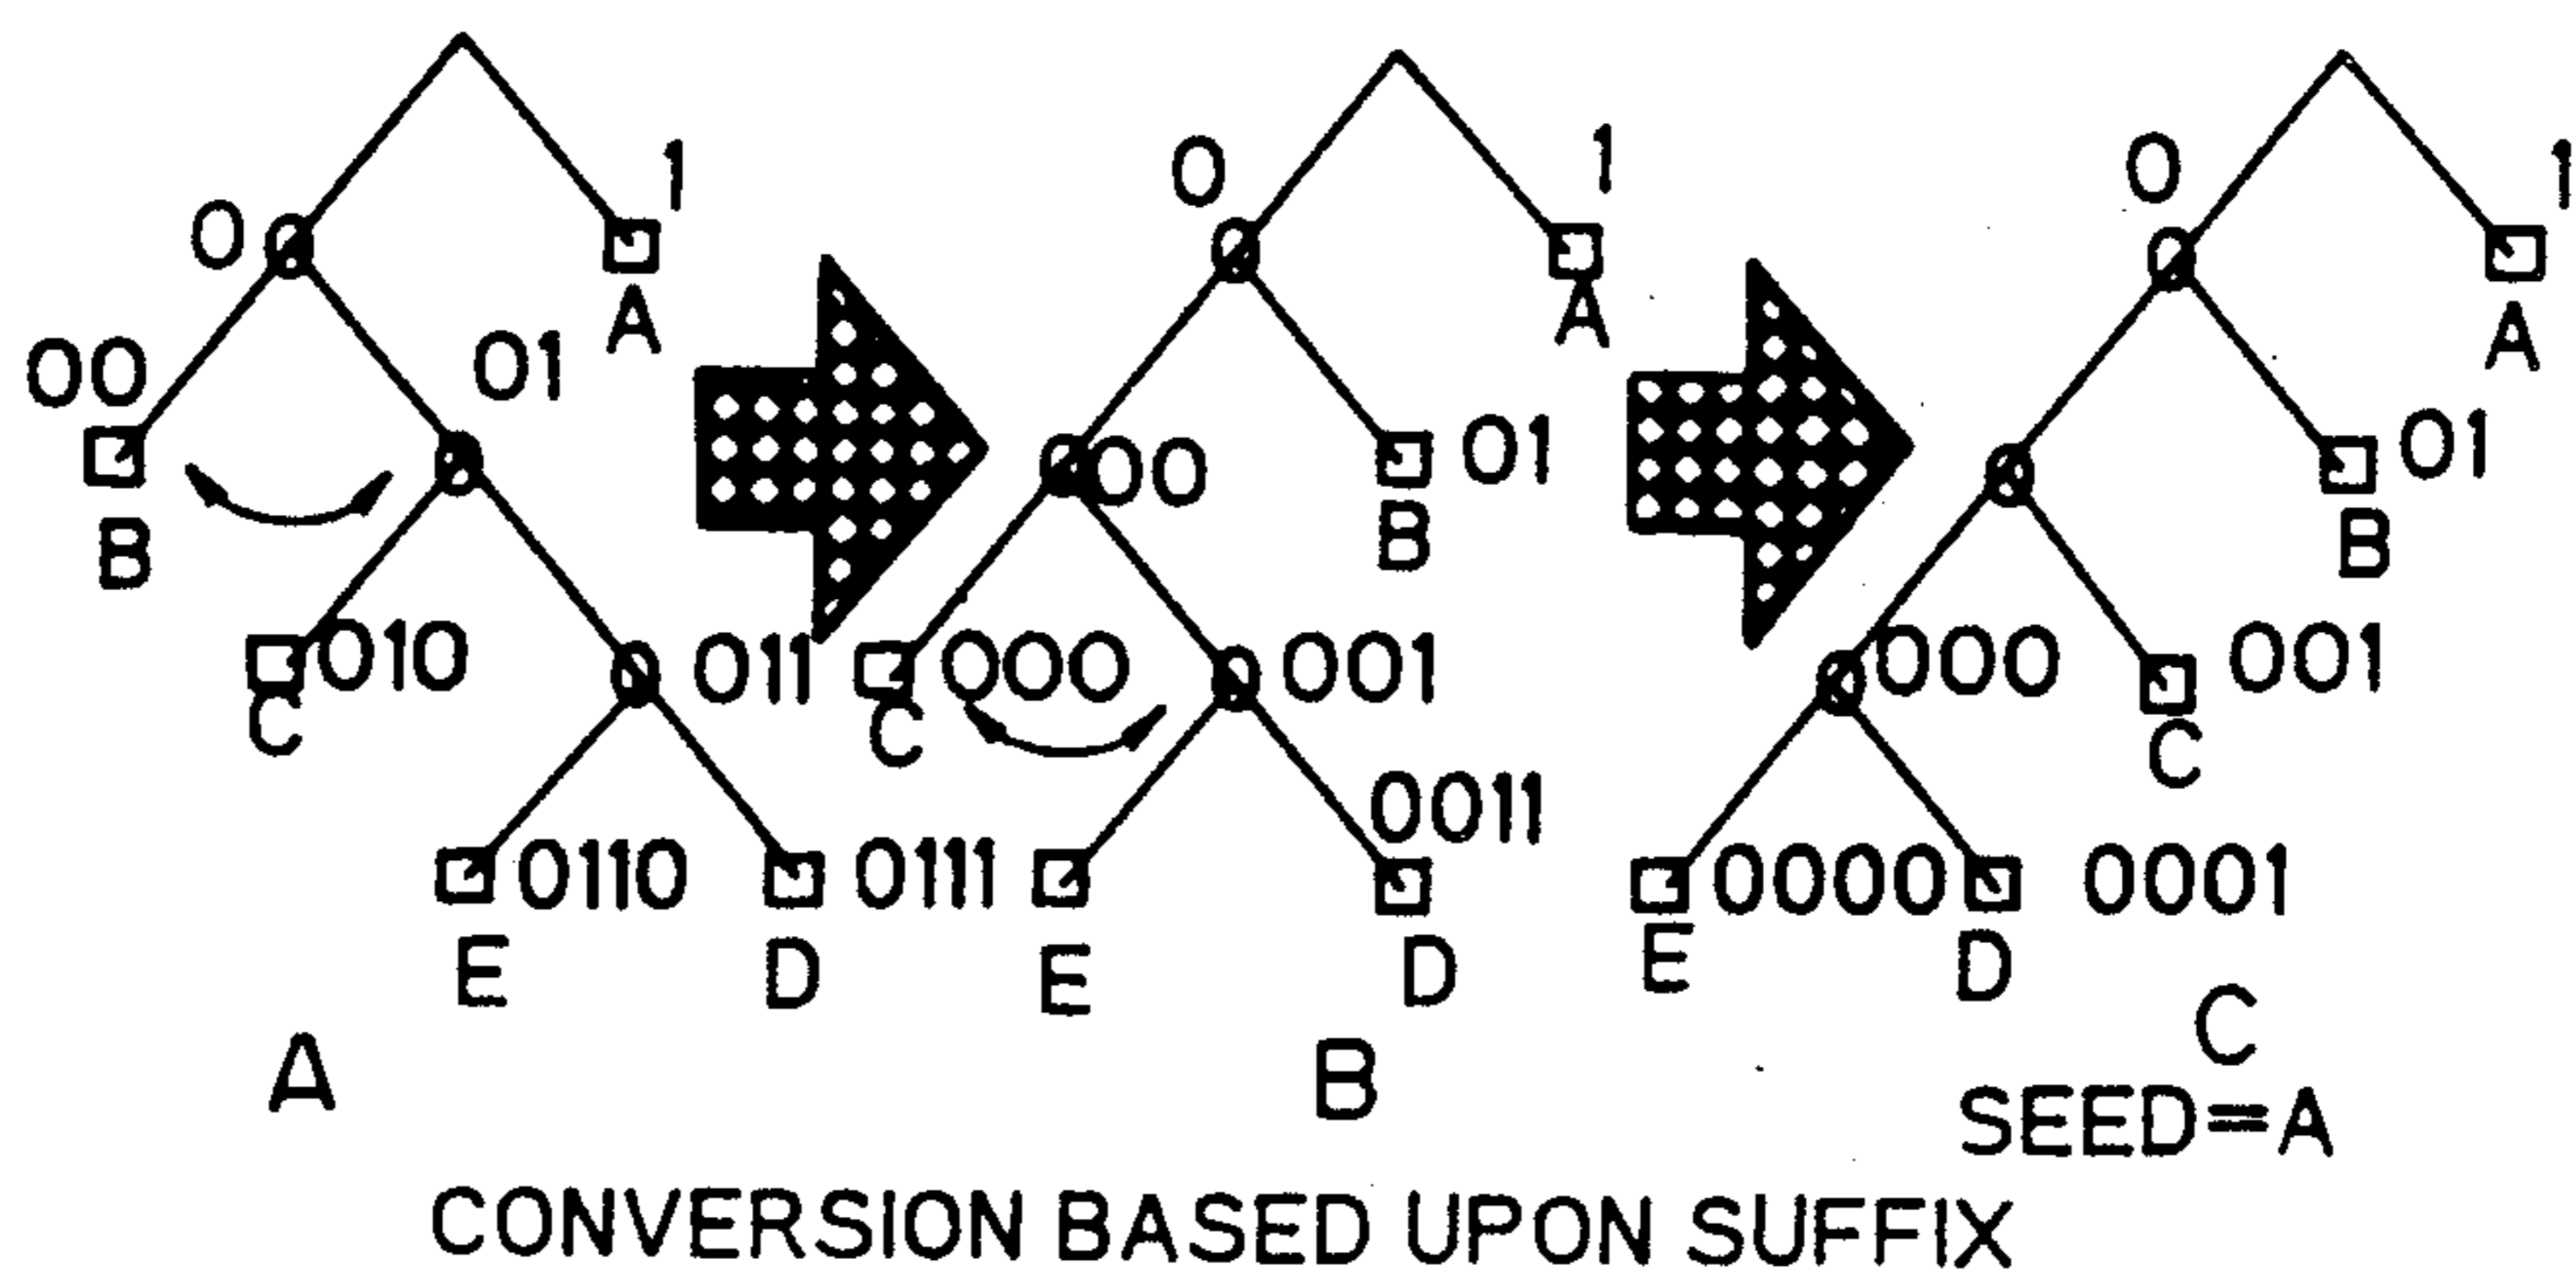 0 1 0 1 0 1
A A A
00 01 01 01
00
B B B
010 011 000 001 000 001
C C C
0011
0110 0111 0000 0001
E D E D E D
A B C
SEED=A
CONVERSION BASED UPON SUFFIX